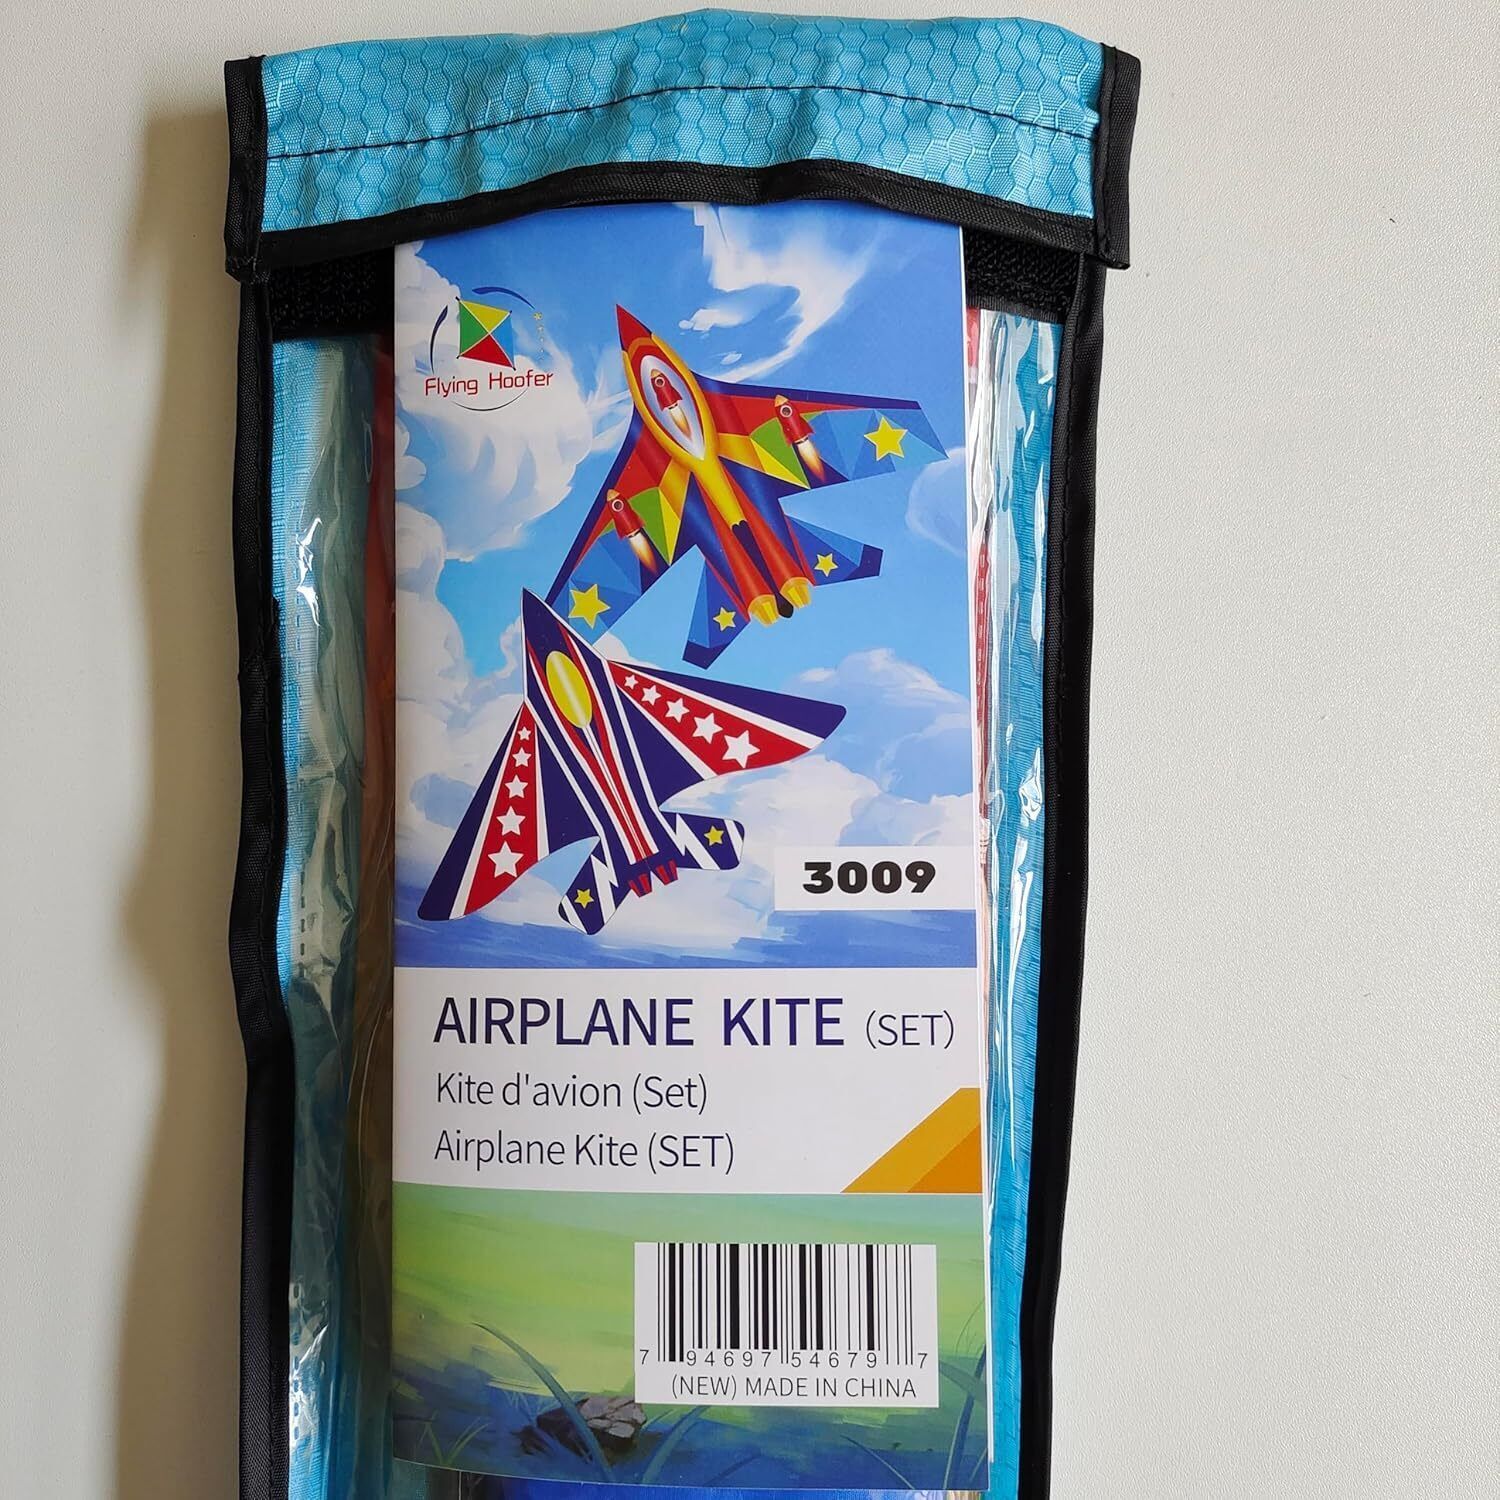 Flying Hoofer
3009
AIRPLANE KITE (SET)
Kite d'avion (Set)
Airplane Kite (SET)
7 94697 54679 7
(NEW) MADE IN CHINA